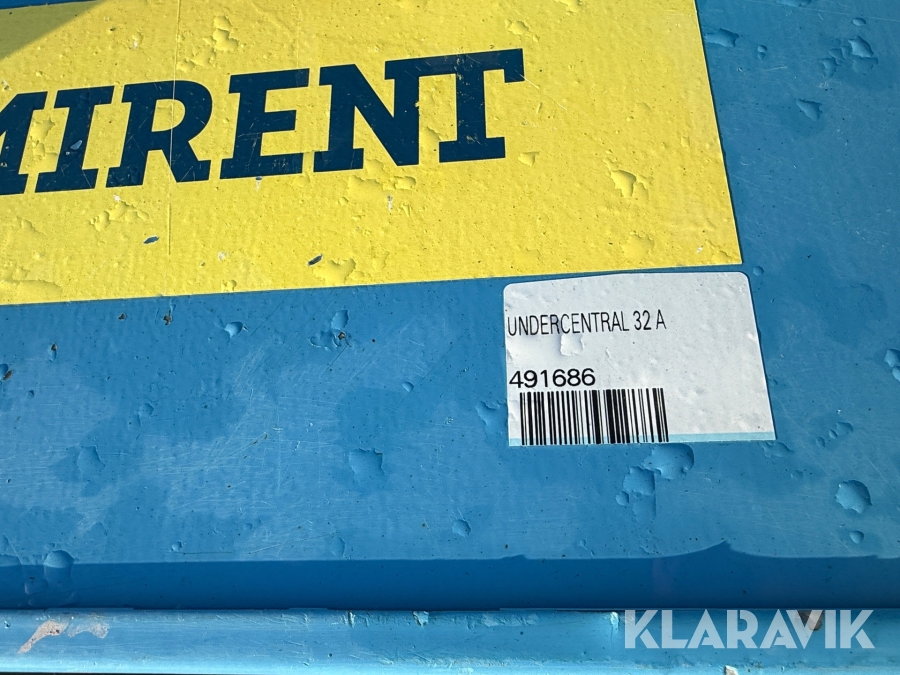 MIRENT
UNDERCENTRAL 32 A
491686
KLARAVIK